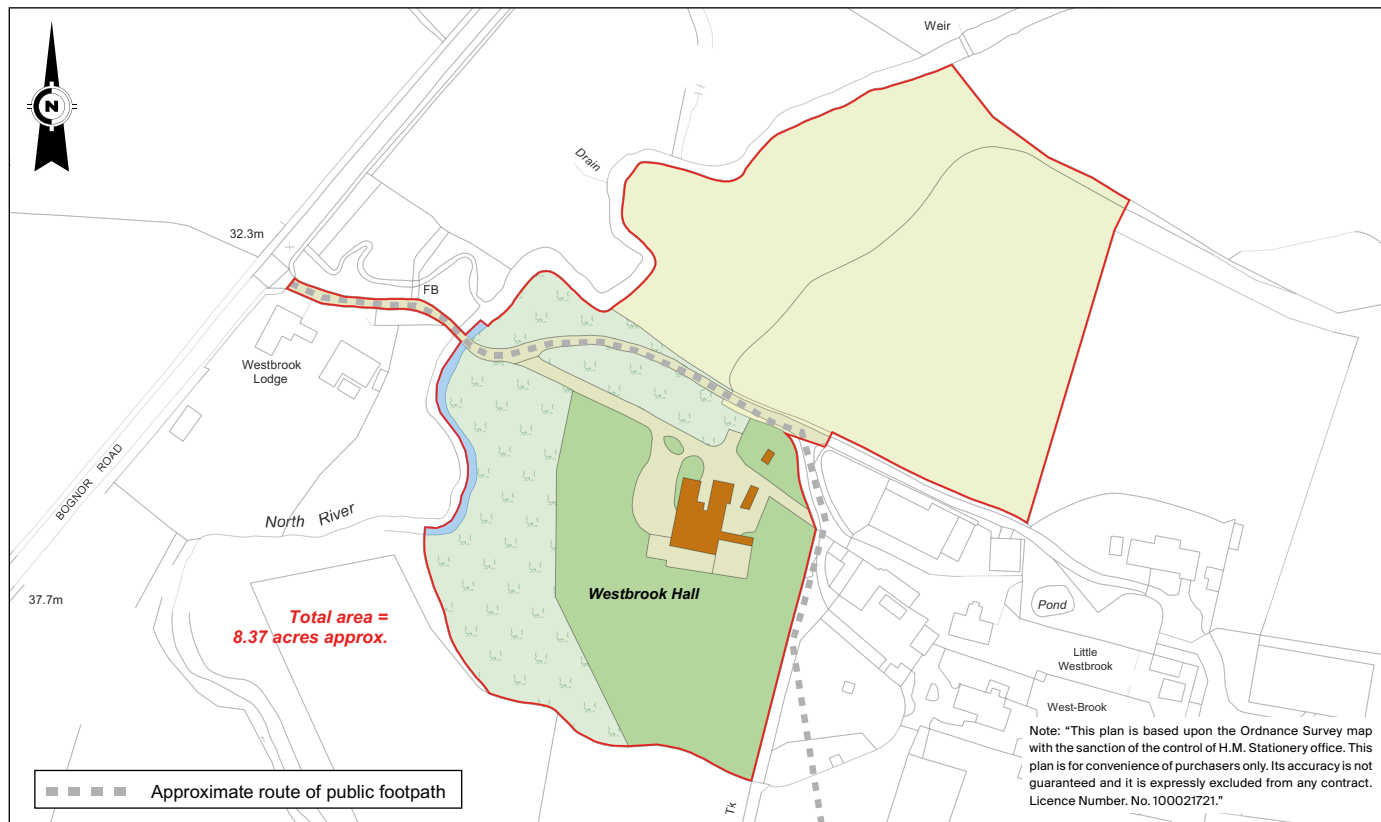 Weir
N
Drain
32.3m
FB
Westbrook
Lodge
BOGNOR ROAD
North River
37.7m
Westbrook Hall
Total area =
8.37 acres approx.
Pond
Little
Westbrook
West-Brook
Tk
Approximate route of public footpath
Note: “This plan is based upon the Ordnance Survey map
with the sanction of the control of H.M. Stationery office. This
plan is for convenience of purchasers only. Its accuracy is not
guaranteed and it is expressly excluded from any contract.
Licence Number. No. 100021721.”